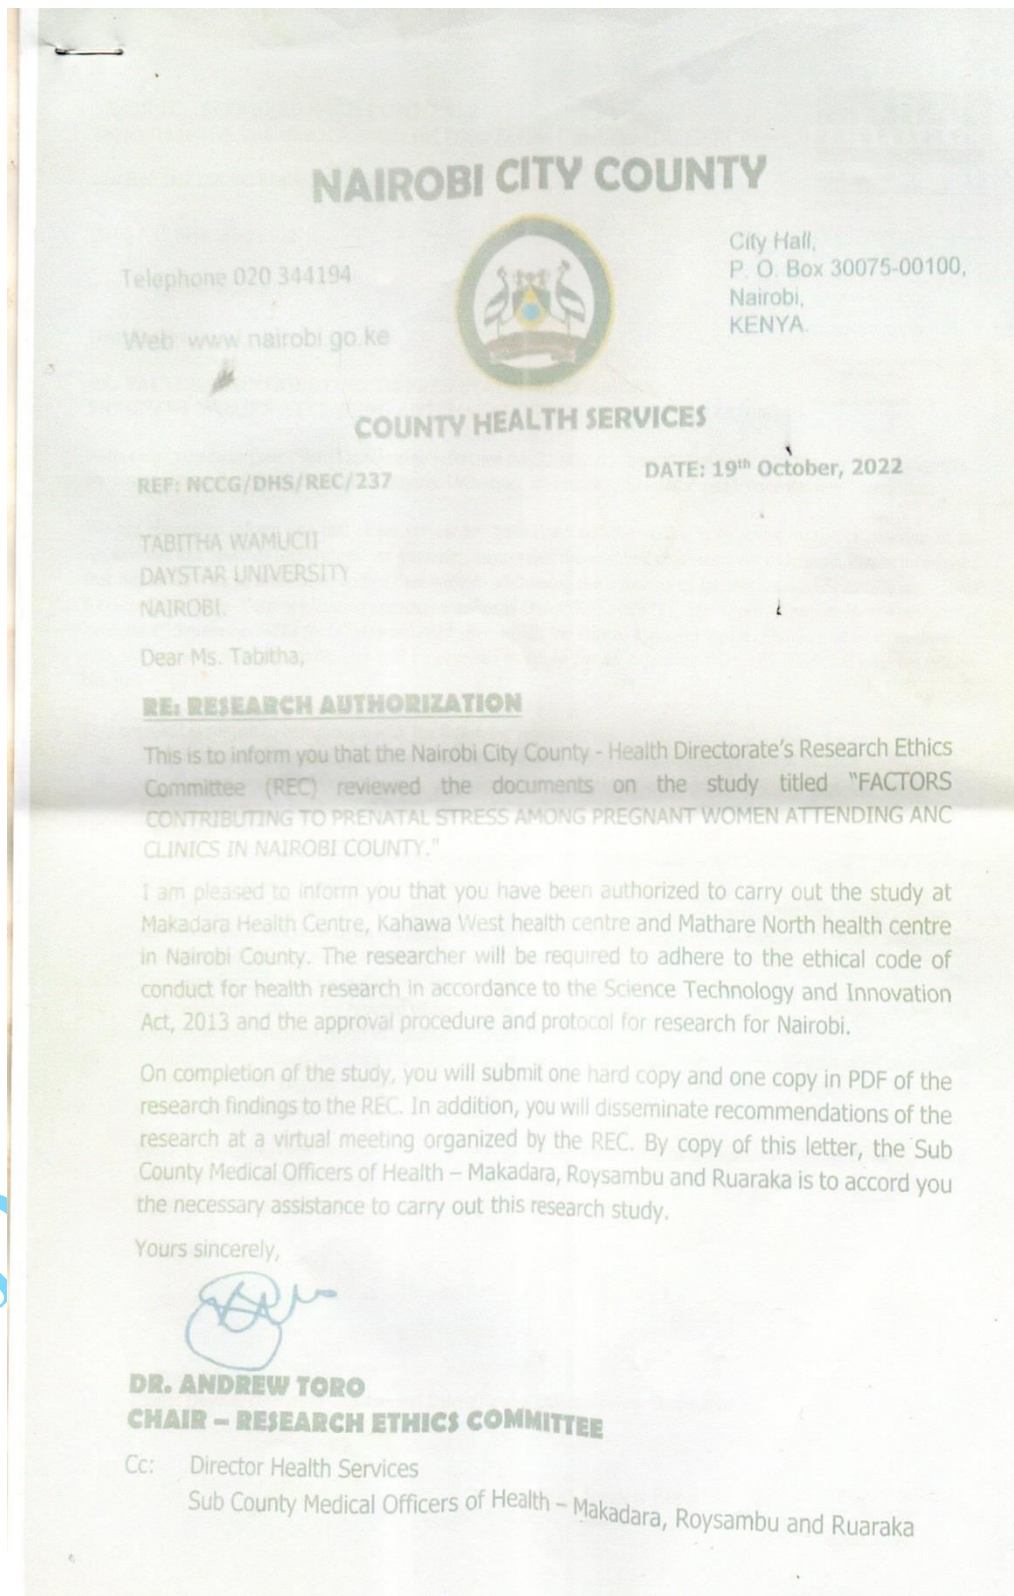 NAIROBI CITY COUNTY
Telephone 020 344194
Web: www.nairobi.go.ke
City Hall,
P. O. Box 30075-00100,
Nairobi,
KENYA.
COUNTY HEALTH SERVICES
REF: NCCG/DHS/REC/237
DATE: 19th October, 2022
TABITHA WAMUCII
DAYSTAR UNIVERSITY
NAIROBI.
Dear Ms. Tabitha,
RE: RESEARCH AUTHORIZATION
This is to inform you that the Nairobi City County - Health Directorate's Research Ethics
Committee (REC) reviewed the documents on the study titled "FACTORS
CONTRIBUTING TO PRENATAL STRESS AMONG PREGNANT WOMEN ATTENDING ANC
CLINICS IN NAIROBI COUNTY."
I am pleased to inform you that you have been authorized to carry out the study at
Makadara Health Centre, Kahawa West health centre and Mathare North health centre
in Nairobi County. The researcher will be required to adhere to the ethical code of
conduct for health research in accordance to the Science Technology and Innovation
Act, 2013 and the approval procedure and protocol for research for Nairobi.
On completion of the study, you will submit one hard copy and one copy in PDF of the
research findings to the REC. In addition, you will disseminate recommendations of the
research at a virtual meeting organized by the REC. By copy of this letter, the Sub
County Medical Officers of Health – Makadara, Roysambu and Ruaraka is to accord you
the necessary assistance to carry out this research study.
Yours sincerely,
DR. ANDREW TORO
CHAIR – RESEARCH ETHICS COMMITTEE
Cc: Director Health Services
Sub County Medical Officers of Health – Makadara, Roysambu and Ruaraka